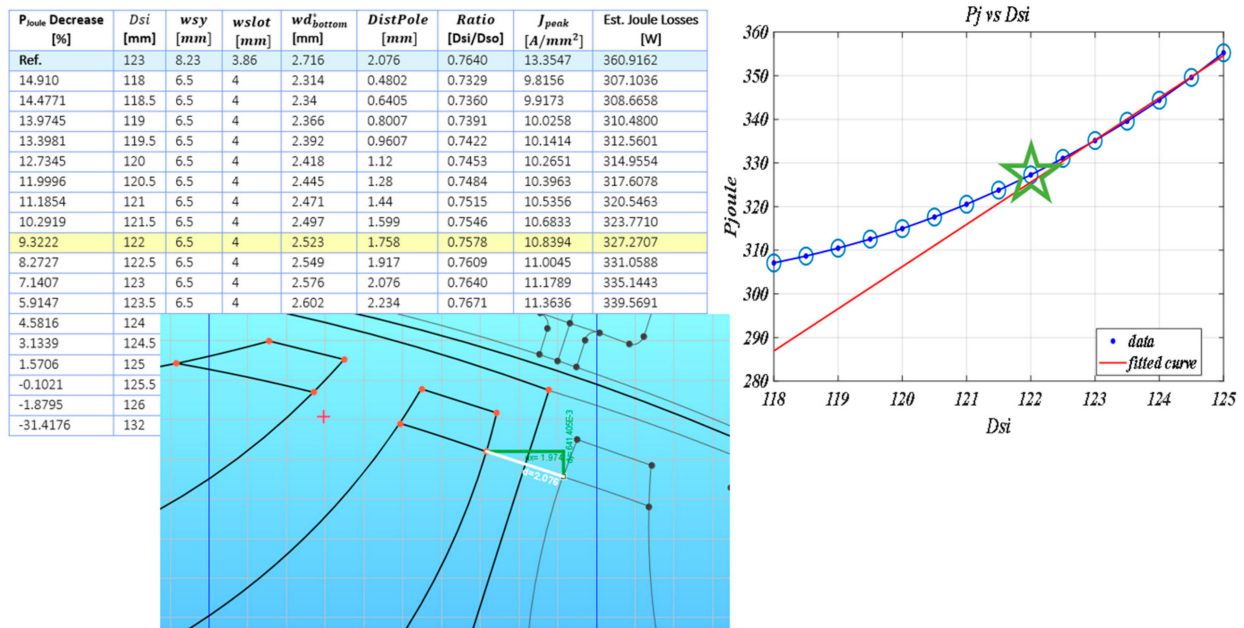 P_Joule Decrease [%] Dsi [mm] wsy [mm] wslot [mm] wd*_bottom [mm] DistPole [mm] Ratio [Dsi/Dso] J_peak [A/mm²] Est. Joule Losses [W]
Ref. 123 8.23 3.86 2.716 2.076 0.7640 13.3547 360.9162
14.910 118 6.5 4 2.314 0.4802 0.7329 9.8156 307.1036
14.4771 118.5 6.5 4 2.34 0.6405 0.7360 9.9173 308.6658
13.9745 119 6.5 4 2.366 0.8007 0.7391 10.0258 310.4800
13.3981 119.5 6.5 4 2.392 0.9607 0.7422 10.1414 312.5601
12.7345 120 6.5 4 2.418 1.12 0.7453 10.2651 314.9554
11.9996 120.5 6.5 4 2.445 1.28 0.7484 10.3963 317.6078
11.1854 121 6.5 4 2.471 1.44 0.7515 10.5356 320.5463
10.2919 121.5 6.5 4 2.497 1.599 0.7546 10.6833 323.7710
9.3222 122 6.5 4 2.523 1.758 0.7578 10.8394 327.2707
8.2727 122.5 6.5 4 2.549 1.917 0.7609 11.0045 331.0588
7.1407 123 6.5 4 2.576 2.076 0.7640 11.1789 335.1443
5.9147 123.5 6.5 4 2.602 2.234 0.7671 11.3636 339.5691
4.5816 124
3.1339 124.5
1.5706 125
-0.1021 125.5
-1.8795 126
-31.4176 132
dx= 1.974
dy=641.405E-3
d=2.076
Pj vs Dsi
Pjoule
360
350
340
330
320
310
300
290
280
118 119 120 121 122 123 124 125
Dsi
data
fitted curve